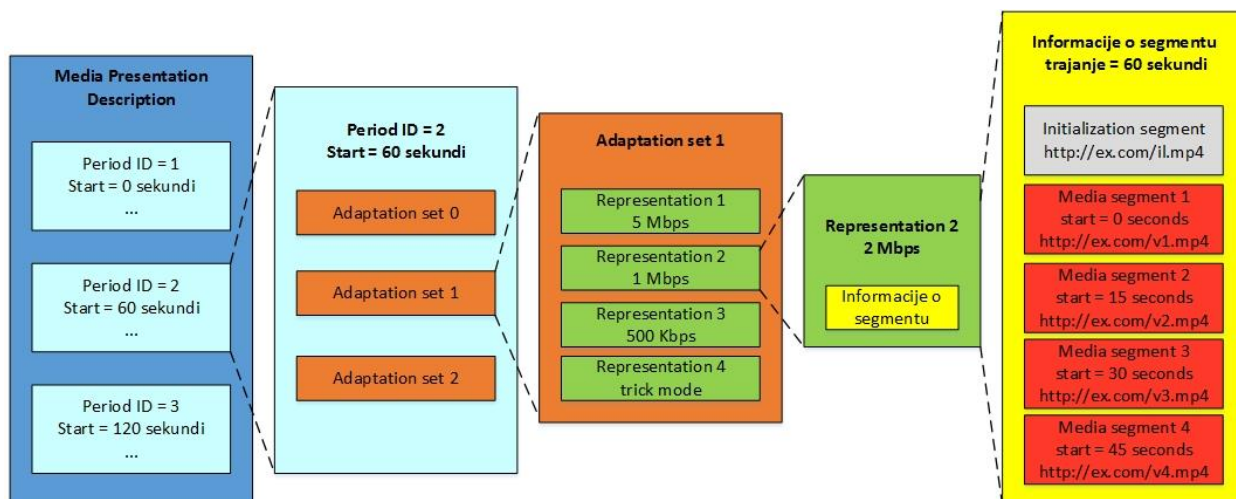 Media Presentation
Description
Period ID = 1
Start = 0 sekundi
...
Period ID = 2
Start = 60 sekundi
...
Period ID = 3
Start = 120 sekundi
...
Period ID = 2
Start = 60 sekundi
Adaptation set 0
Adaptation set 1
Adaptation set 2
Adaptation set 1
Representation 1
5 Mbps
Representation 2
1 Mbps
Representation 3
500 Kbps
Representation 4
trick mode
Representation 2
2 Mbps
Informacije o
segmentu
Informacije o segmentu
trajanje = 60 sekundi
Initialization segment
http://ex.com/il.mp4
Media segment 1
start = 0 seconds
http://ex.com/v1.mp4
Media segment 2
start = 15 seconds
http://ex.com/v2.mp4
Media segment 3
start = 30 seconds
http://ex.com/v3.mp4
Media segment 4
start = 45 seconds
http://ex.com/v4.mp4